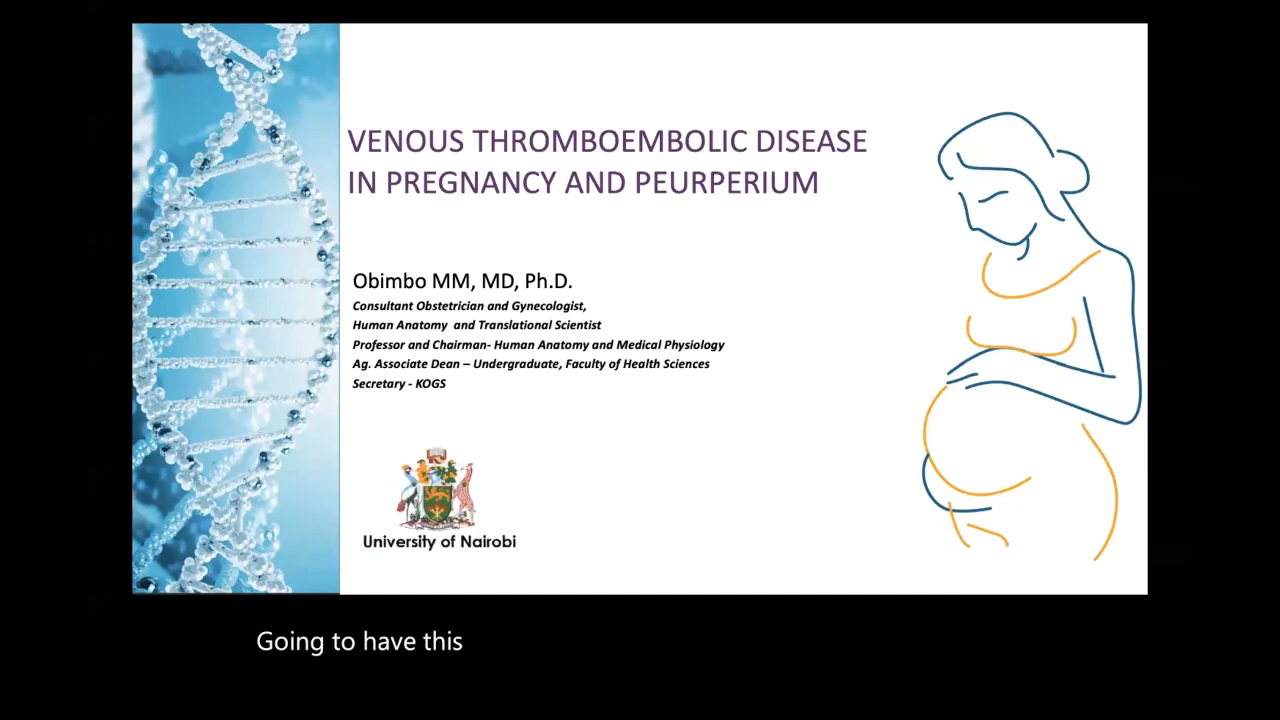 VENOUS THROMBOEMBOLIC DISEASE
IN PREGNANCY AND PEURPERIUM
Obimbo MM, MD, Ph.D.
Consultant Obstetrician and Gynecologist,
Human Anatomy and Translational Scientist
Professor and Chairman- Human Anatomy and Medical Physiology
Ag. Associate Dean – Undergraduate, Faculty of Health Sciences
Secretary - KOGS
University of Nairobi
Going to have this